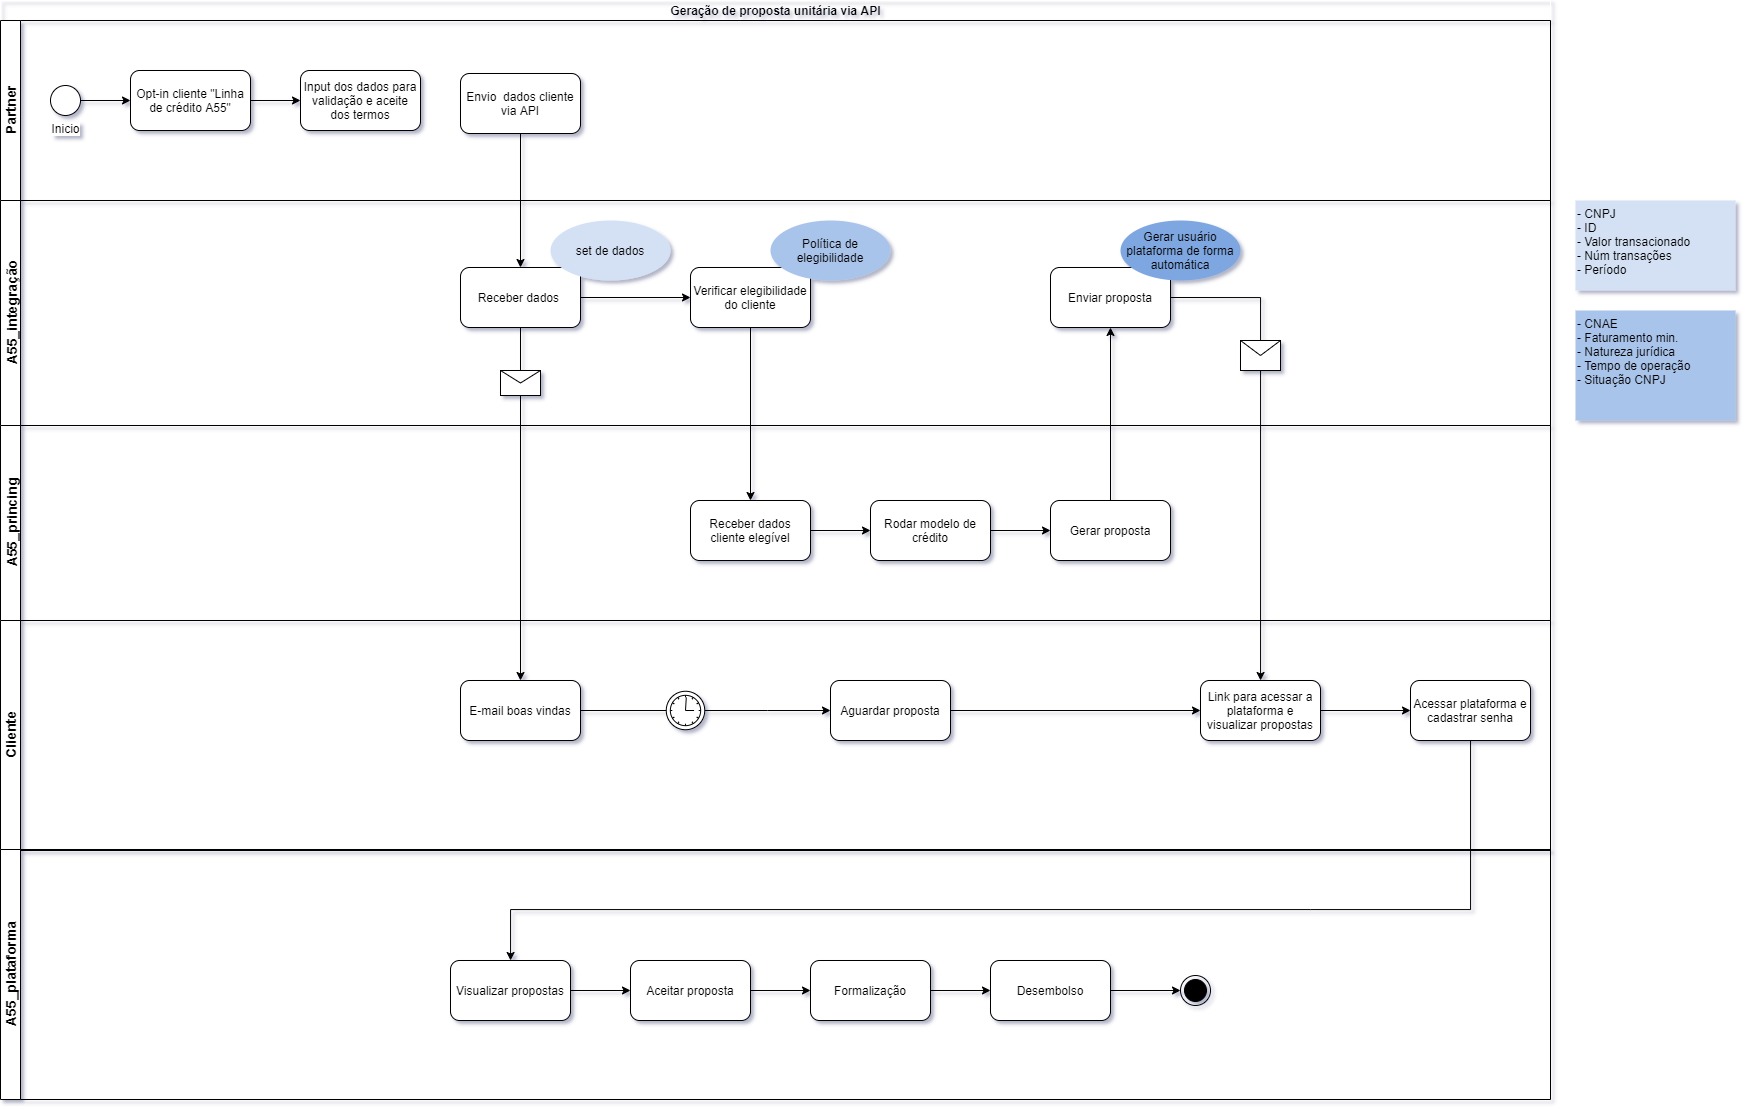 Geração de proposta unitária via API
Partner
Inicio
Opt-in cliente "Linha
de crédito A55"
Input dos dados para
validação e aceite
dos termos
Envio  dados cliente
via API
A55_integração
Receber dados
set de dados
Verificar elegibilidade
do cliente
Política de
elegibilidade
Enviar proposta
Gerar usuário
plataforma de forma
automática
- CNPJ
- ID
- Valor transacionado
- Núm transações
- Período
- CNAE
- Faturamento min.
- Natureza jurídica
- Tempo de operação
- Situação CNPJ
A55_princing
Receber dados
cliente elegível
Rodar modelo de
crédito
Gerar proposta
Cliente
E-mail boas vindas
Aguardar proposta
Link para acessar a
plataforma e
visualizar propostas
Acessar plataforma e
cadastrar senha
A55_plataforma
Visualizar propostas
Aceitar proposta
Formalização
Desembolso